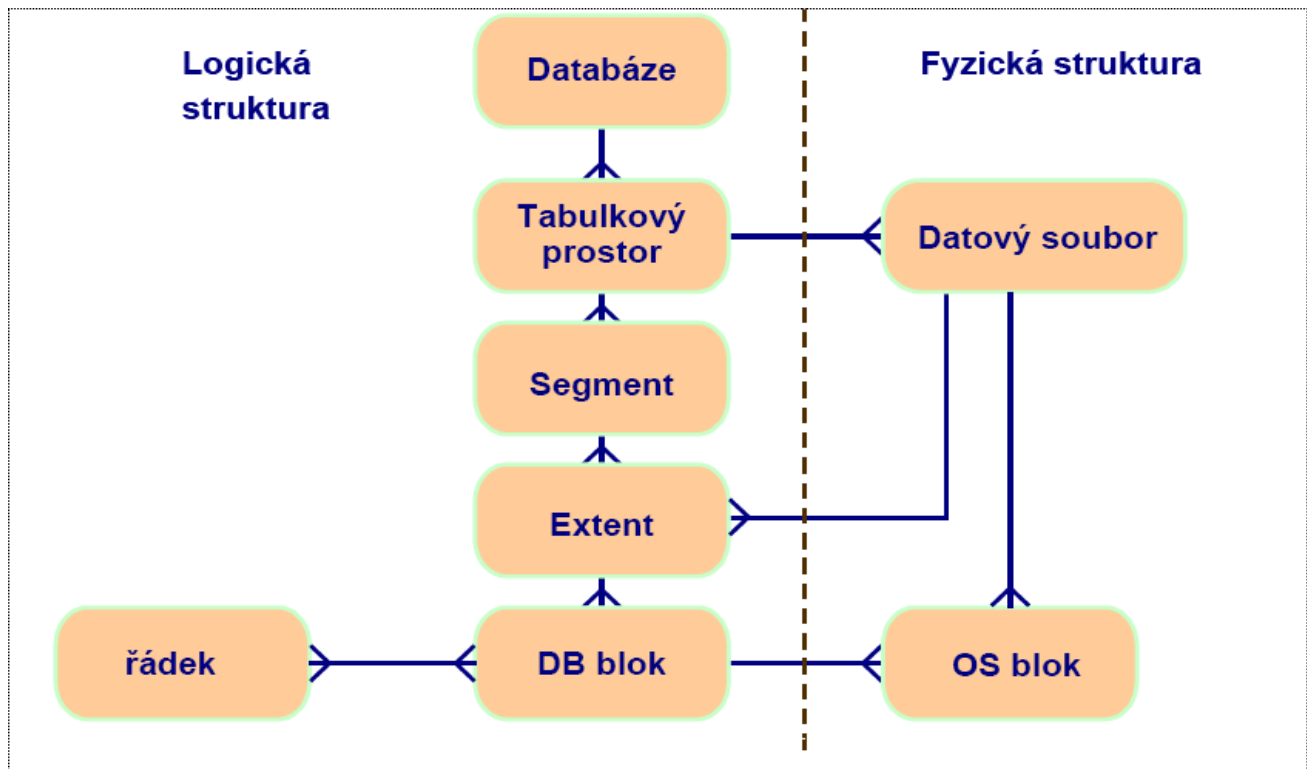 Logická
struktura
Databáze
Fyzická struktura
Tabulkový
prostor
Datový soubor
Segment
Extent
řádek
DB blok
OS blok